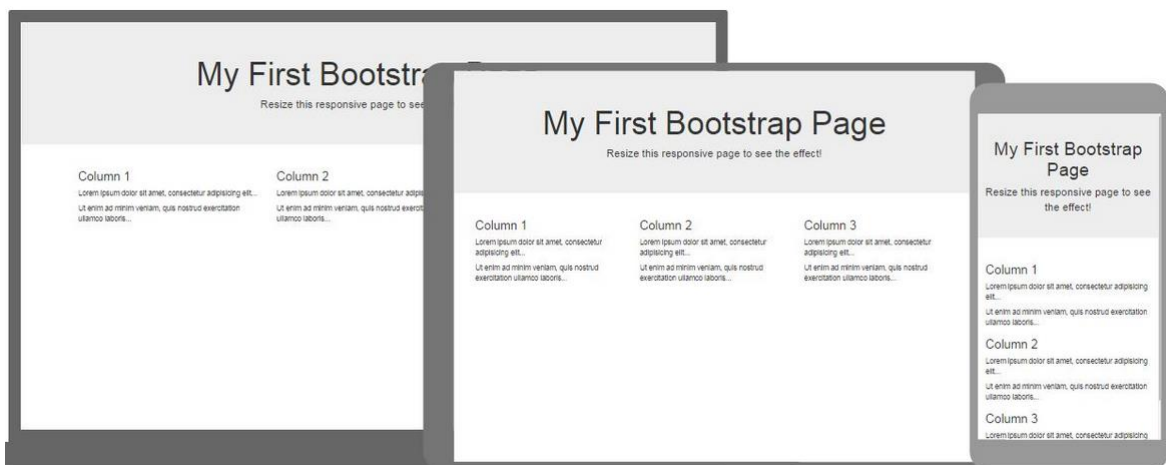 My First Bootstra
Resize this responsive page to see
Column 1
Lorem ipsum dolor sit amet, consectetur adipisicing elit...
Ut enim ad minim veniam, quis nostrud exercitation
ullamco laboris...
Column 2
Lorem ipsum dolor sit amet, consectetur
Ut enim ad minim veniam, quis nostrud
ullamco laboris...
My First Bootstrap Page
Resize this responsive page to see the effect!
Column 1
Lorem ipsum dolor sit amet, consectetur
adipisicing elit...
Ut enim ad minim veniam, quis nostrud
exercitation ullamco laboris...
Column 2
Lorem ipsum dolor sit amet, consectetur
adipisicing elit...
Ut enim ad minim veniam, quis nostrud
exercitation ullamco laboris...
Column 3
Lorem ipsum dolor sit amet, consectetur
adipisicing elit...
Ut enim ad minim veniam, quis nostrud
exercitation ullamco laboris...
My First Bootstrap
Page
Resize this responsive page to see
the effect!
Column 1
Lorem ipsum dolor sit amet, consectetur adipisicing
elit...
Ut enim ad minim veniam, quis nostrud exercitation
ullamco laboris...
Column 2
Lorem ipsum dolor sit amet, consectetur adipisicing
elit...
Ut enim ad minim veniam, quis nostrud exercitation
ullamco laboris...
Column 3
Lorem ipsum dolor sit amet, consectetur adipisicing